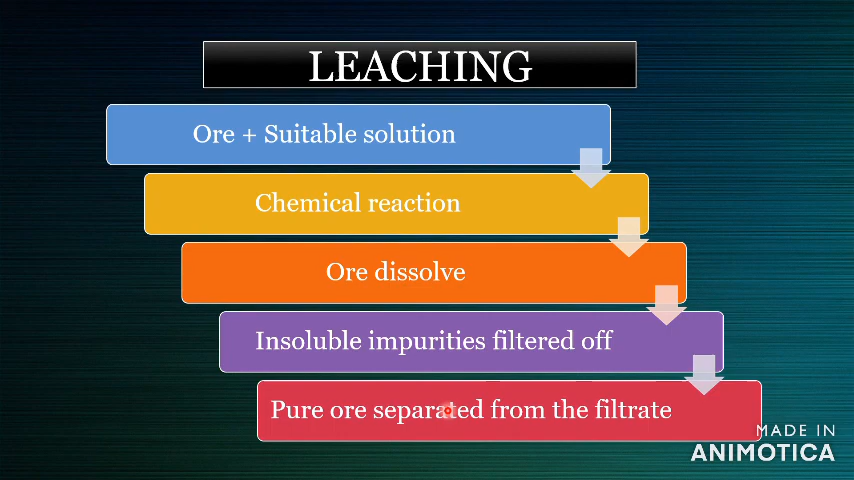 LEACHING
Ore + Suitable solution
Chemical reaction
Ore dissolve
Insoluble impurities filtered off
Pure ore separated from the filtrate
MADE IN
ANIMOTICA